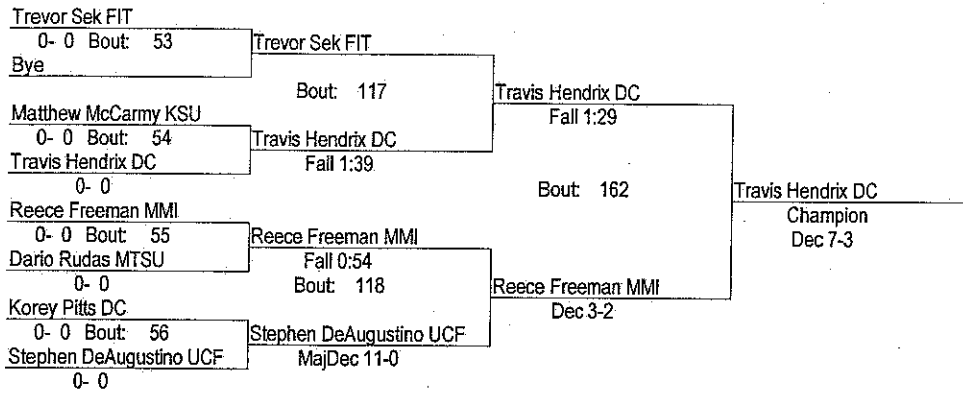 Trevor Sek FIT
0- 0 Bout: 53
Bye
Trevor Sek FIT
Bout: 117
Matthew McCarmy KSU
0- 0 Bout: 54
Travis Hendrix DC
0- 0
Travis Hendrix DC
Fall 1:39
Travis Hendrix DC
Fall 1:29
Bout: 162
Reece Freeman MMI
0- 0 Bout: 55
Dario Rudas MTSU
0- 0
Reece Freeman MMI
Fall 0:54
Bout: 118
Korey Pitts DC
0- 0 Bout: 56
Stephen DeAugustino UCF
0- 0
Stephen DeAugustino UCF
MajDec 11-0
Reece Freeman MMI
Dec 3-2
Travis Hendrix DC
Champion
Dec 7-3